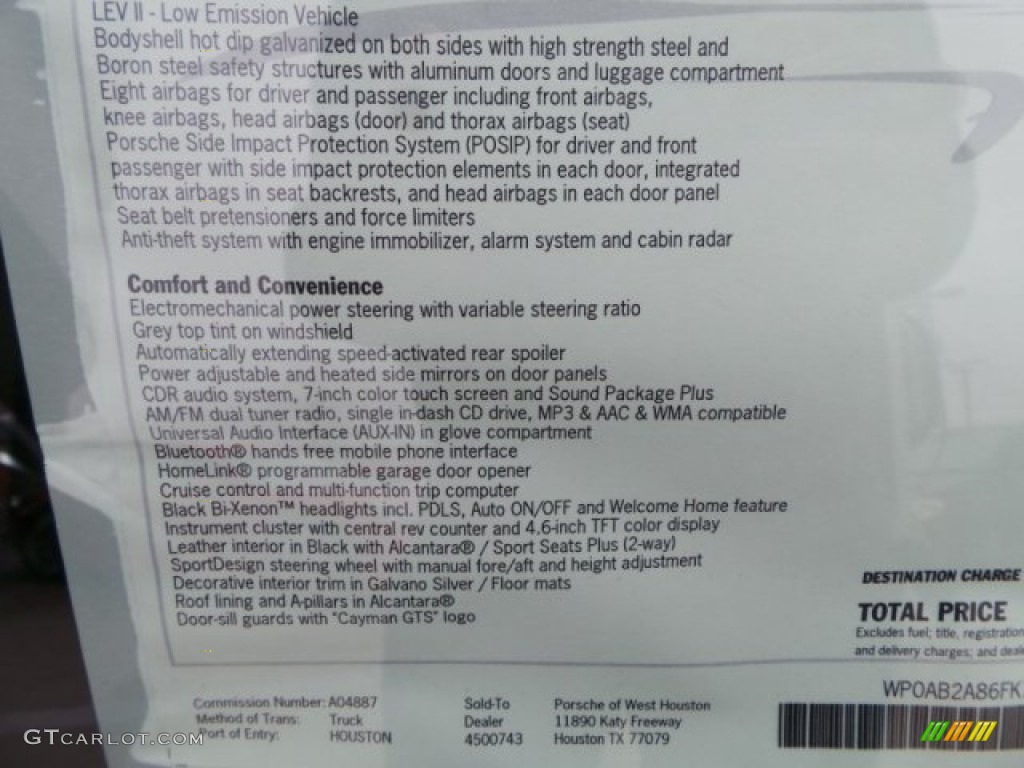 LEV II - Low Emission Vehicle
Bodyshell hot dip galvanized on both sides with high strength steel and
Boron steel safety structures with aluminum doors and luggage compartment
Eight airbags for driver and passenger including front airbags,
knee airbags, head airbags (door) and thorax airbags (seat)
Porsche Side Impact Protection System (POSIP) for driver and front
passenger with side impact protection elements in each door, integrated
thorax airbags in seat backrests, and head airbags in each door panel
Seat belt pretensioners and force limiters
Anti-theft system with engine immobilizer, alarm system and cabin radar
Comfort and Convenience
Electromechanical power steering with variable steering ratio
Grey top tint on windshield
Automatically extending speed-activated rear spoiler
Power adjustable and heated side mirrors on door panels
CDR audio system, 7-inch color touch screen and Sound Package Plus
AM/FM dual tuner radio, single in-dash CD drive, MP3 & AAC & WMA compatible
Universal Audio Interface (AUX-IN) in glove compartment
Bluetooth® hands free mobile phone interface
HomeLink® programmable garage door opener
Cruise control and multi-function trip computer
Black Bi-Xenon™ headlights incl. PDLS, Auto ON/OFF and Welcome Home feature
Instrument cluster with central rev counter and 4.6-inch TFT color display
Leather interior in Black with Alcantara® / Sport Seats Plus (2-way)
SportDesign steering wheel with manual fore/aft and height adjustment
Decorative interior trim in Galvano Silver / Floor mats
Roof lining and A-pillars in Alcantara®
Door-sill guards with "Cayman GTS" logo
DESTINATION CHARGE
TOTAL PRICE
Excludes fuel; title, registration
and delivery charges; and deal
WP0AB2A86FK
Commission Number: A04887
Method of Trans: Truck
Port of Entry: HOUSTON
Sold-To
Dealer
4500743
Porsche of West Houston
11890 Katy Freeway
Houston TX 77079
GTCARLOT.COM